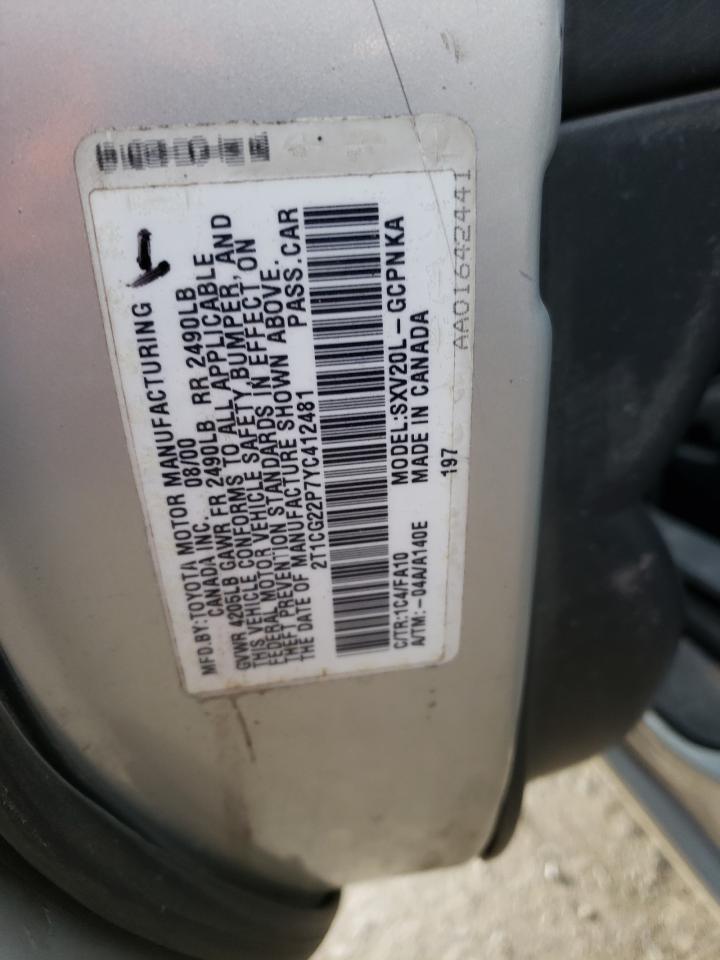 MFD.BY:TOYOTA MOTOR MANUFACTURING
CANADA INC. 08/00
GVWR 4205LB GAWR FR 2490LB RR 2490LB
THIS VEHICLE CONFORMS TO ALL APPLICABLE
FEDERAL MOTOR VEHICLE SAFETY, BUMPER, AND
THEFT PREVENTION STANDARDS IN EFFECT ON
THE DATE OF MANUFACTURE SHOWN ABOVE.
2T1CG22P7YC412481 PASS.CAR
C/TR:1C4/FA10 MODEL:SXV20L-GCPNKA
A/TM:-04A/A140E MADE IN CANADA
197
AA01642441